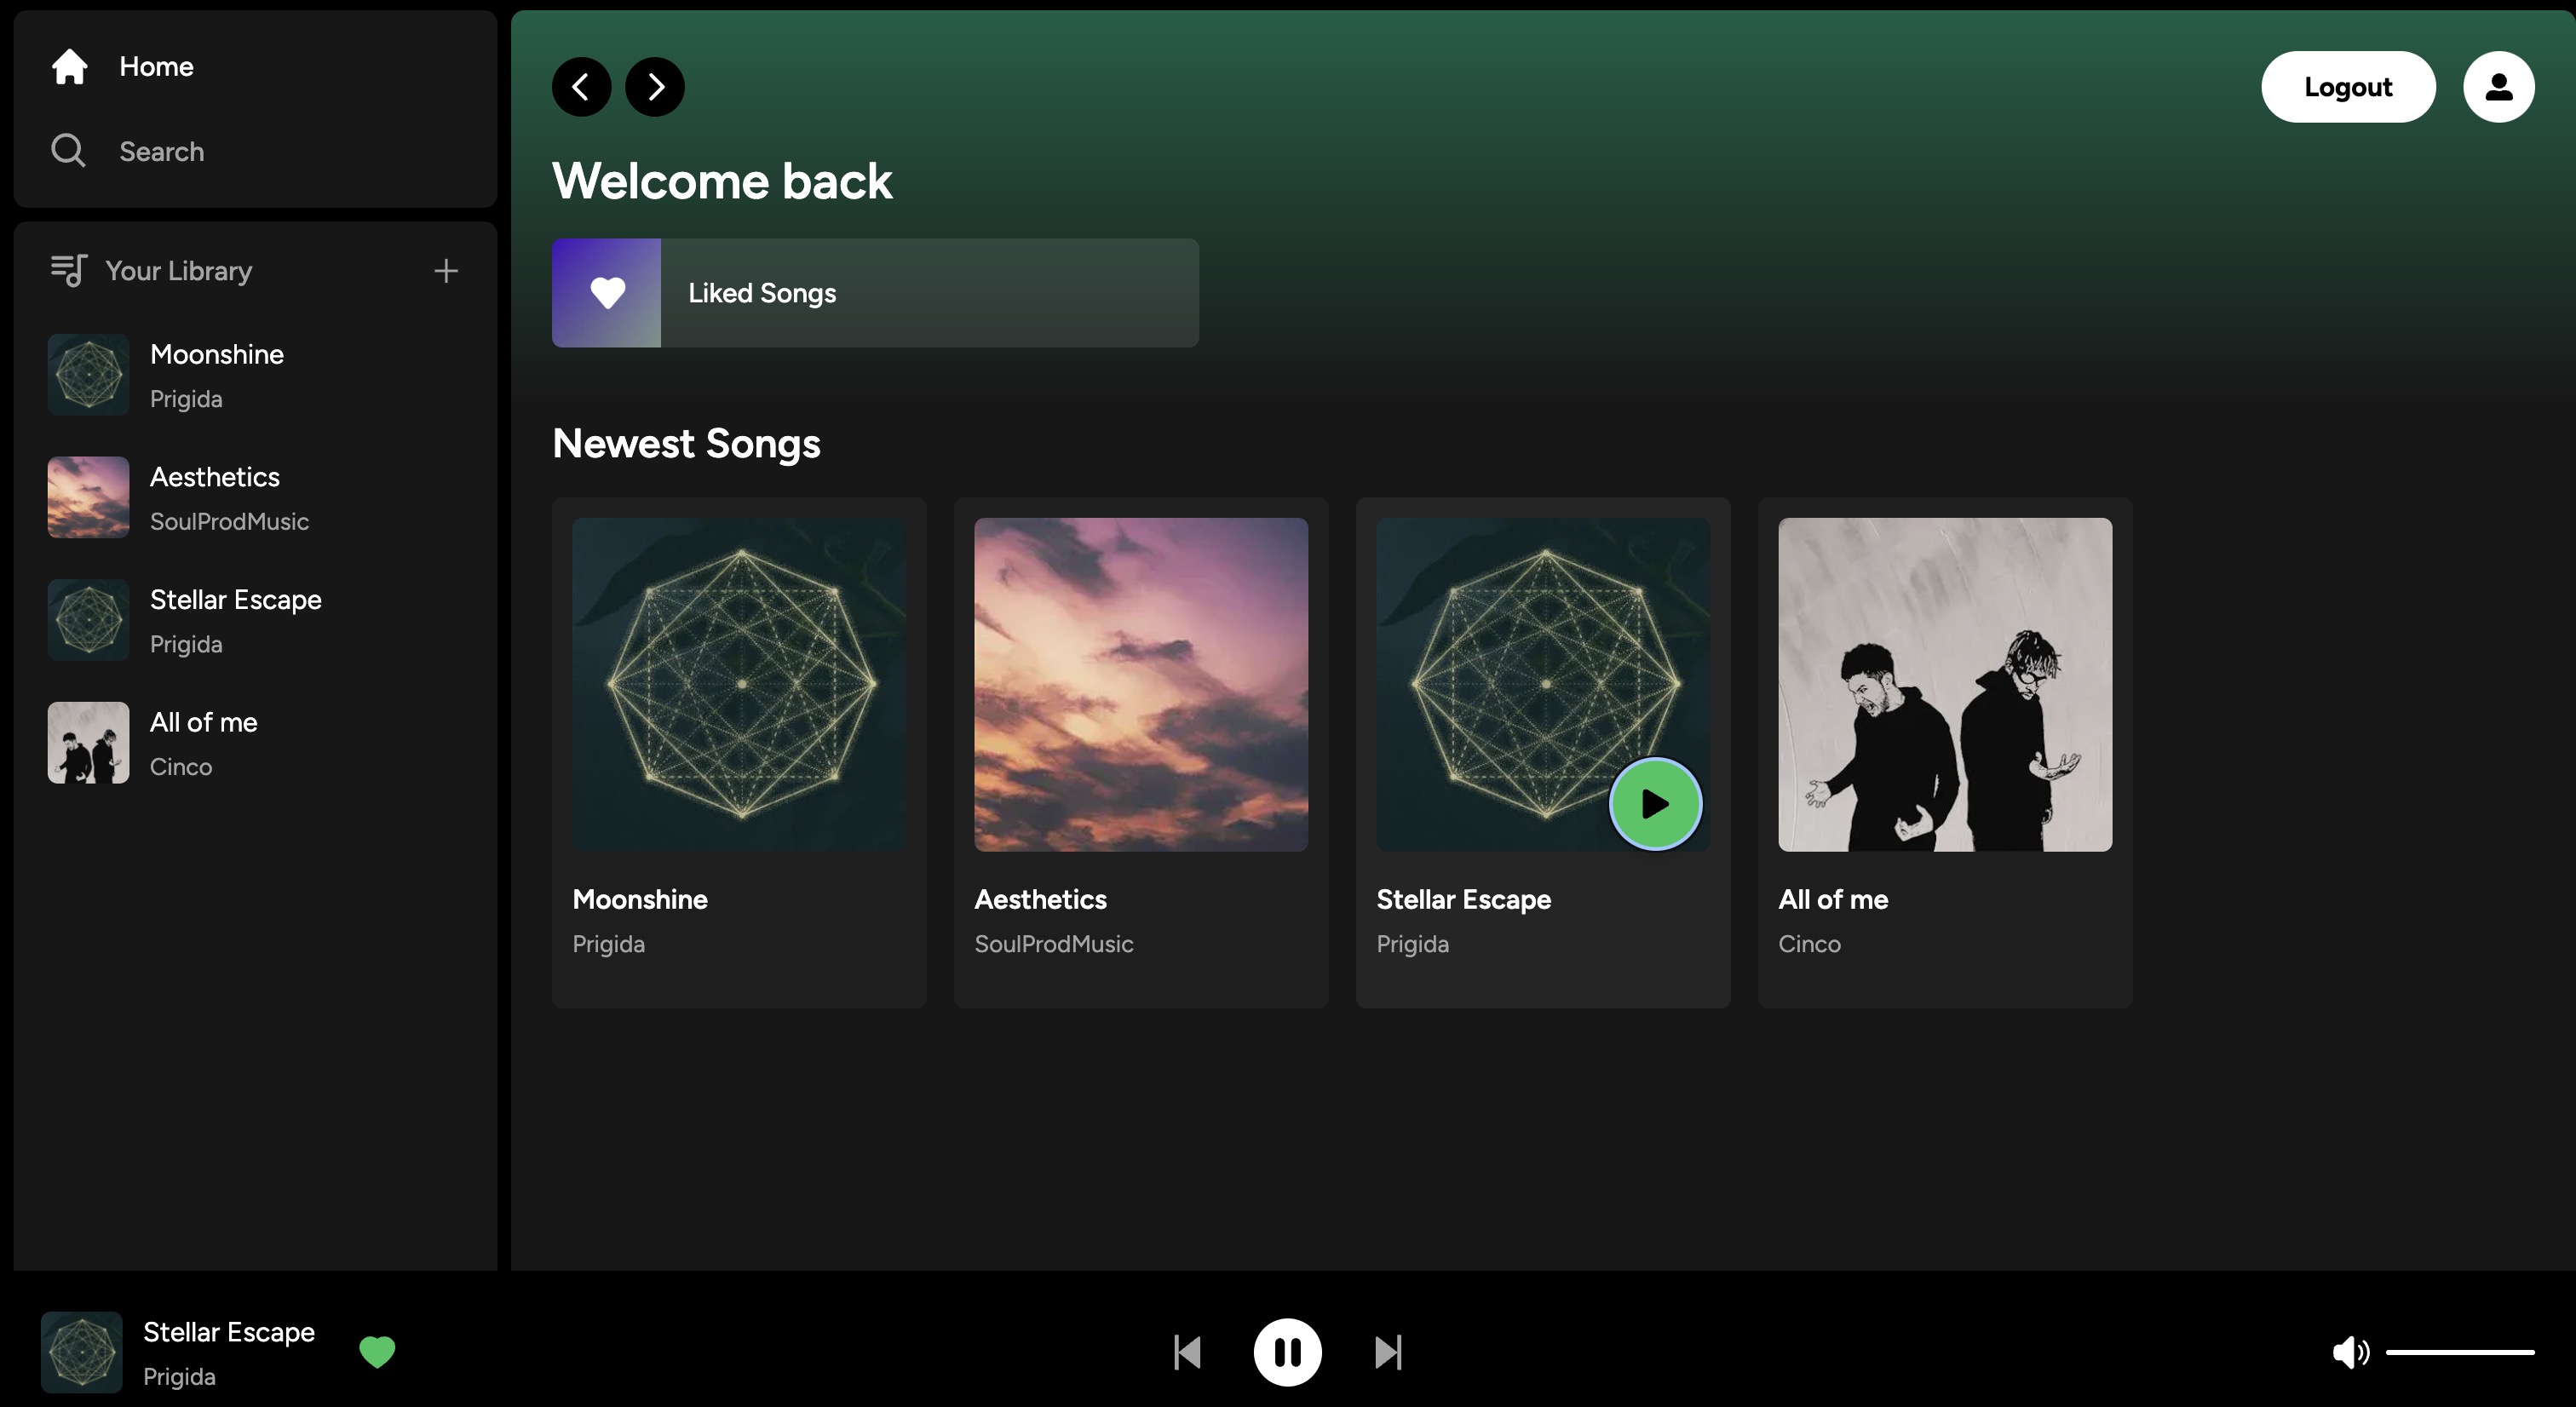 Home
Search
Your Library
Moonshine
Prigida
Aesthetics
SoulProdMusic
Stellar Escape
Prigida
All of me
Cinco
Logout
Welcome back
Liked Songs
Newest Songs
Moonshine
Prigida
Aesthetics
SoulProdMusic
Stellar Escape
Prigida
All of me
Cinco
Stellar Escape
Prigida